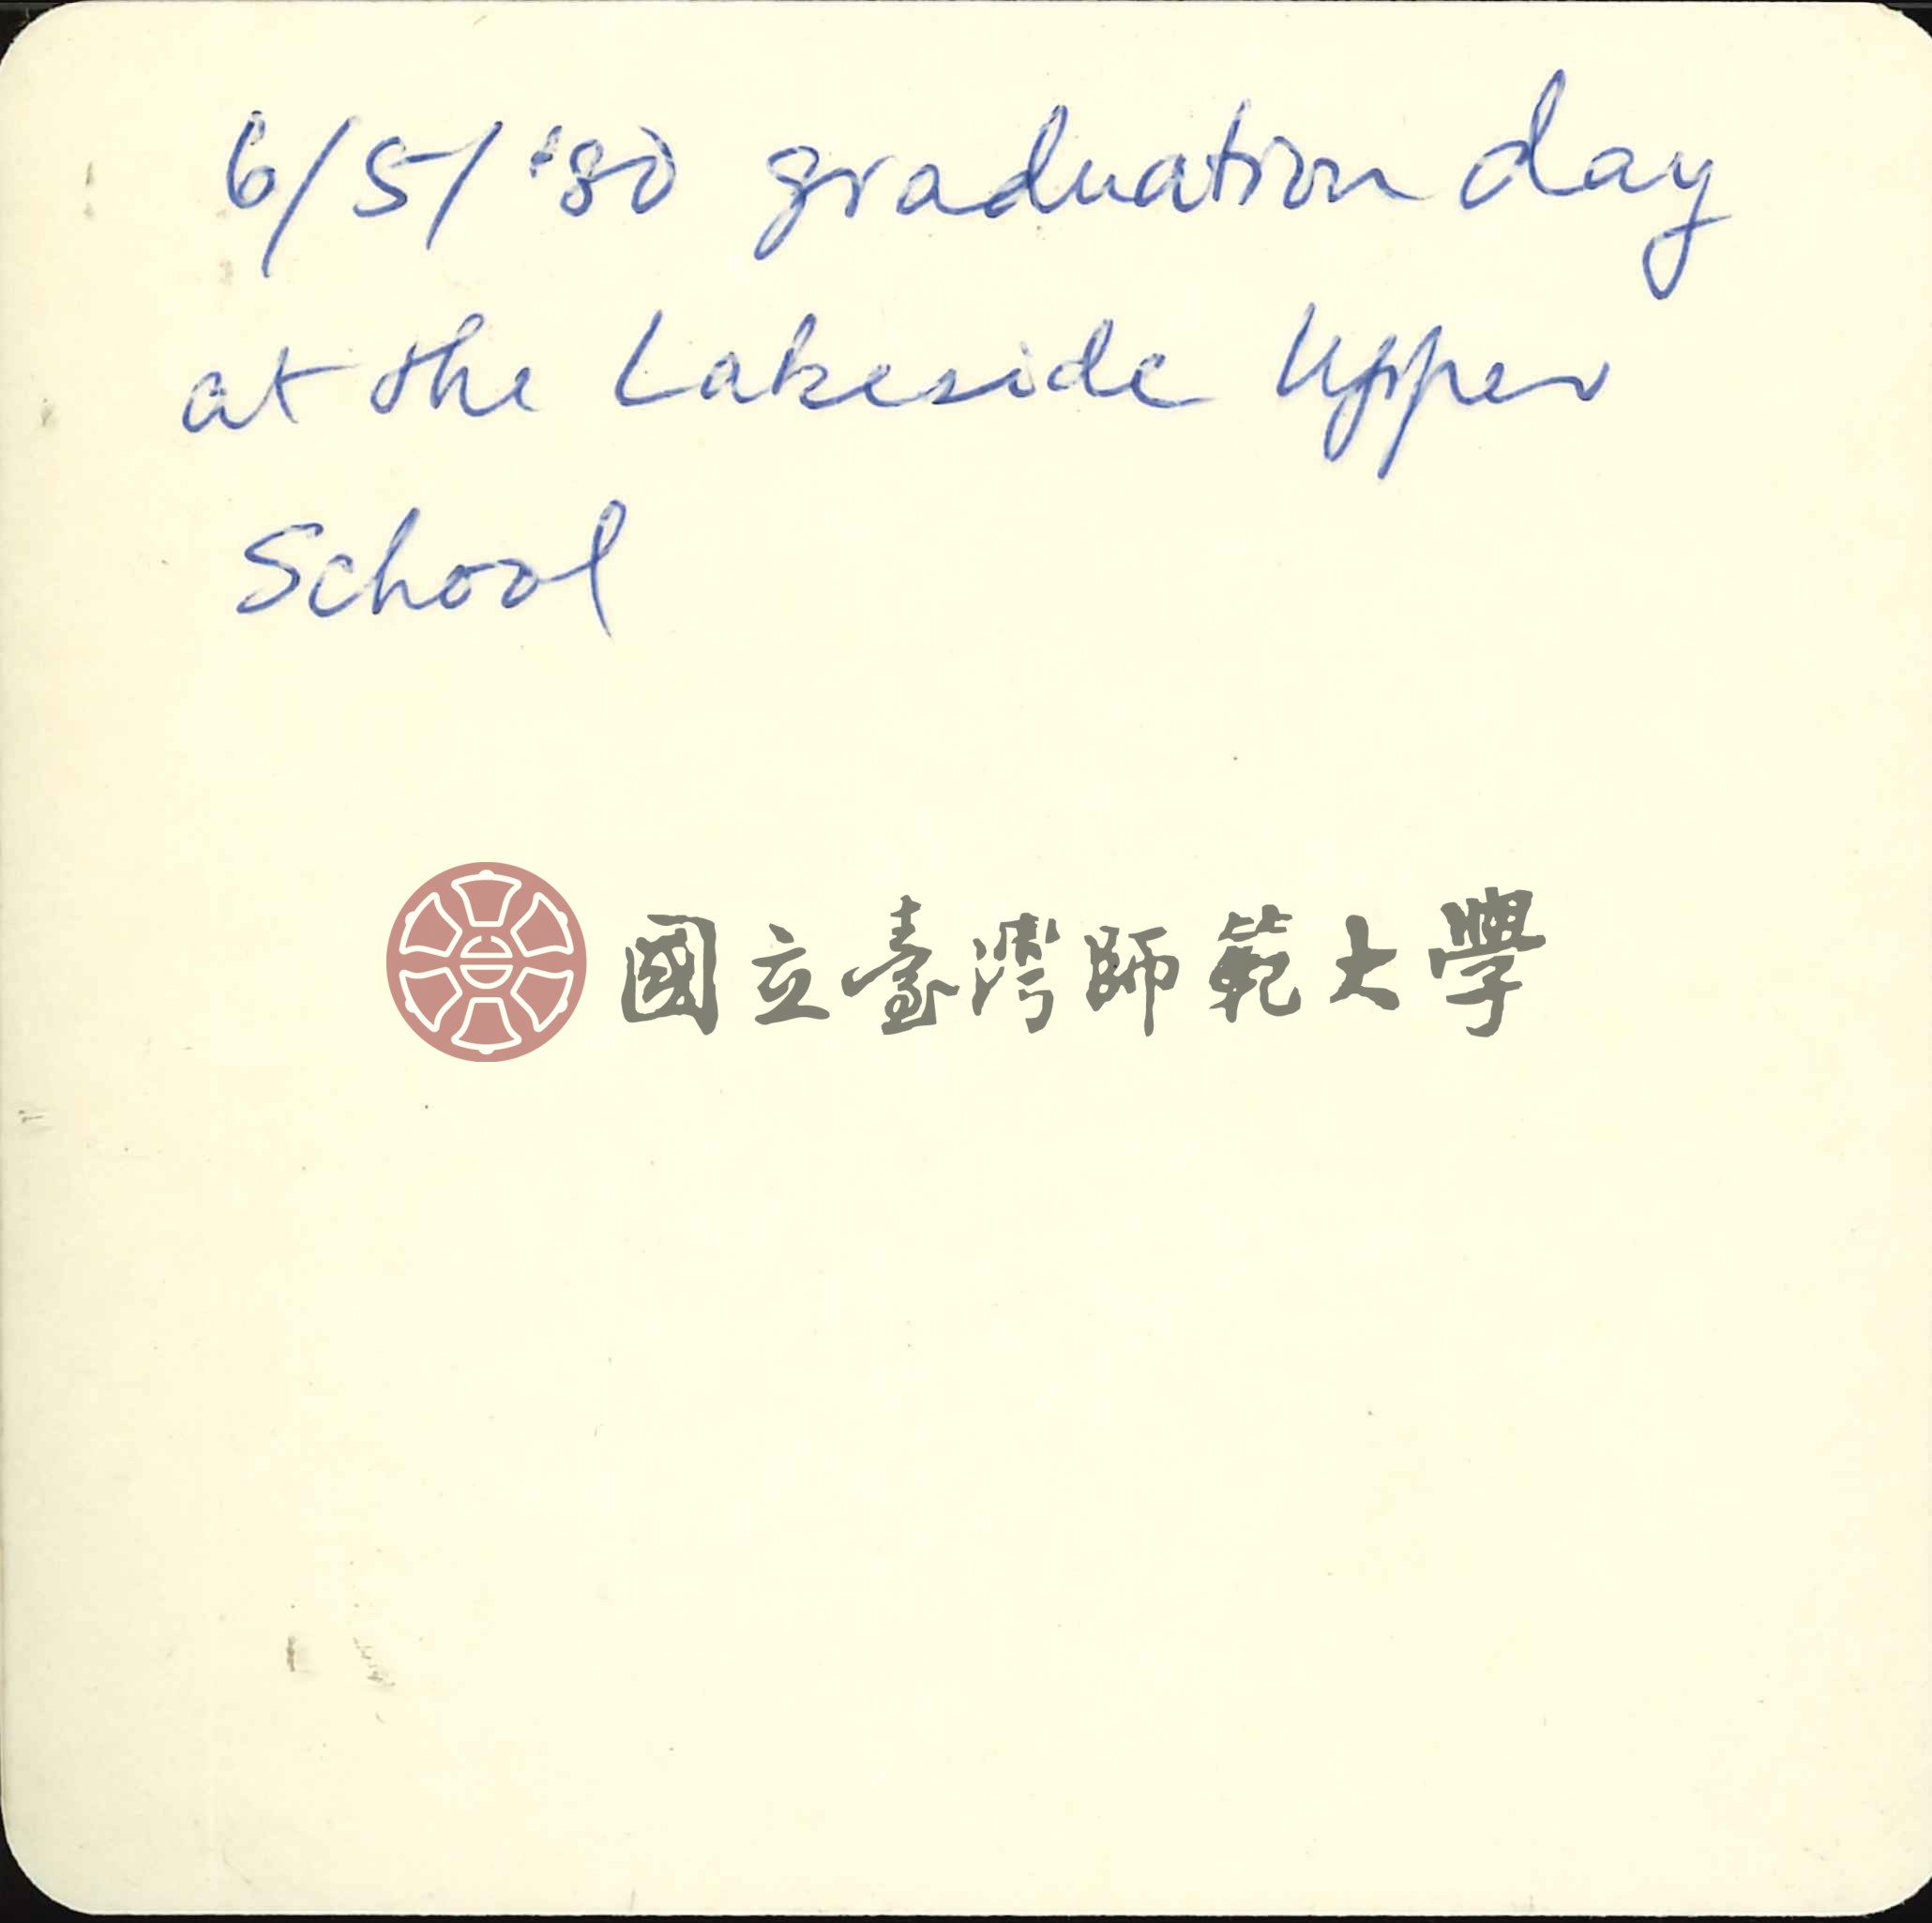 6/5/'80 graduation day
at the Lakeside Upper
School
國立臺灣師範大學